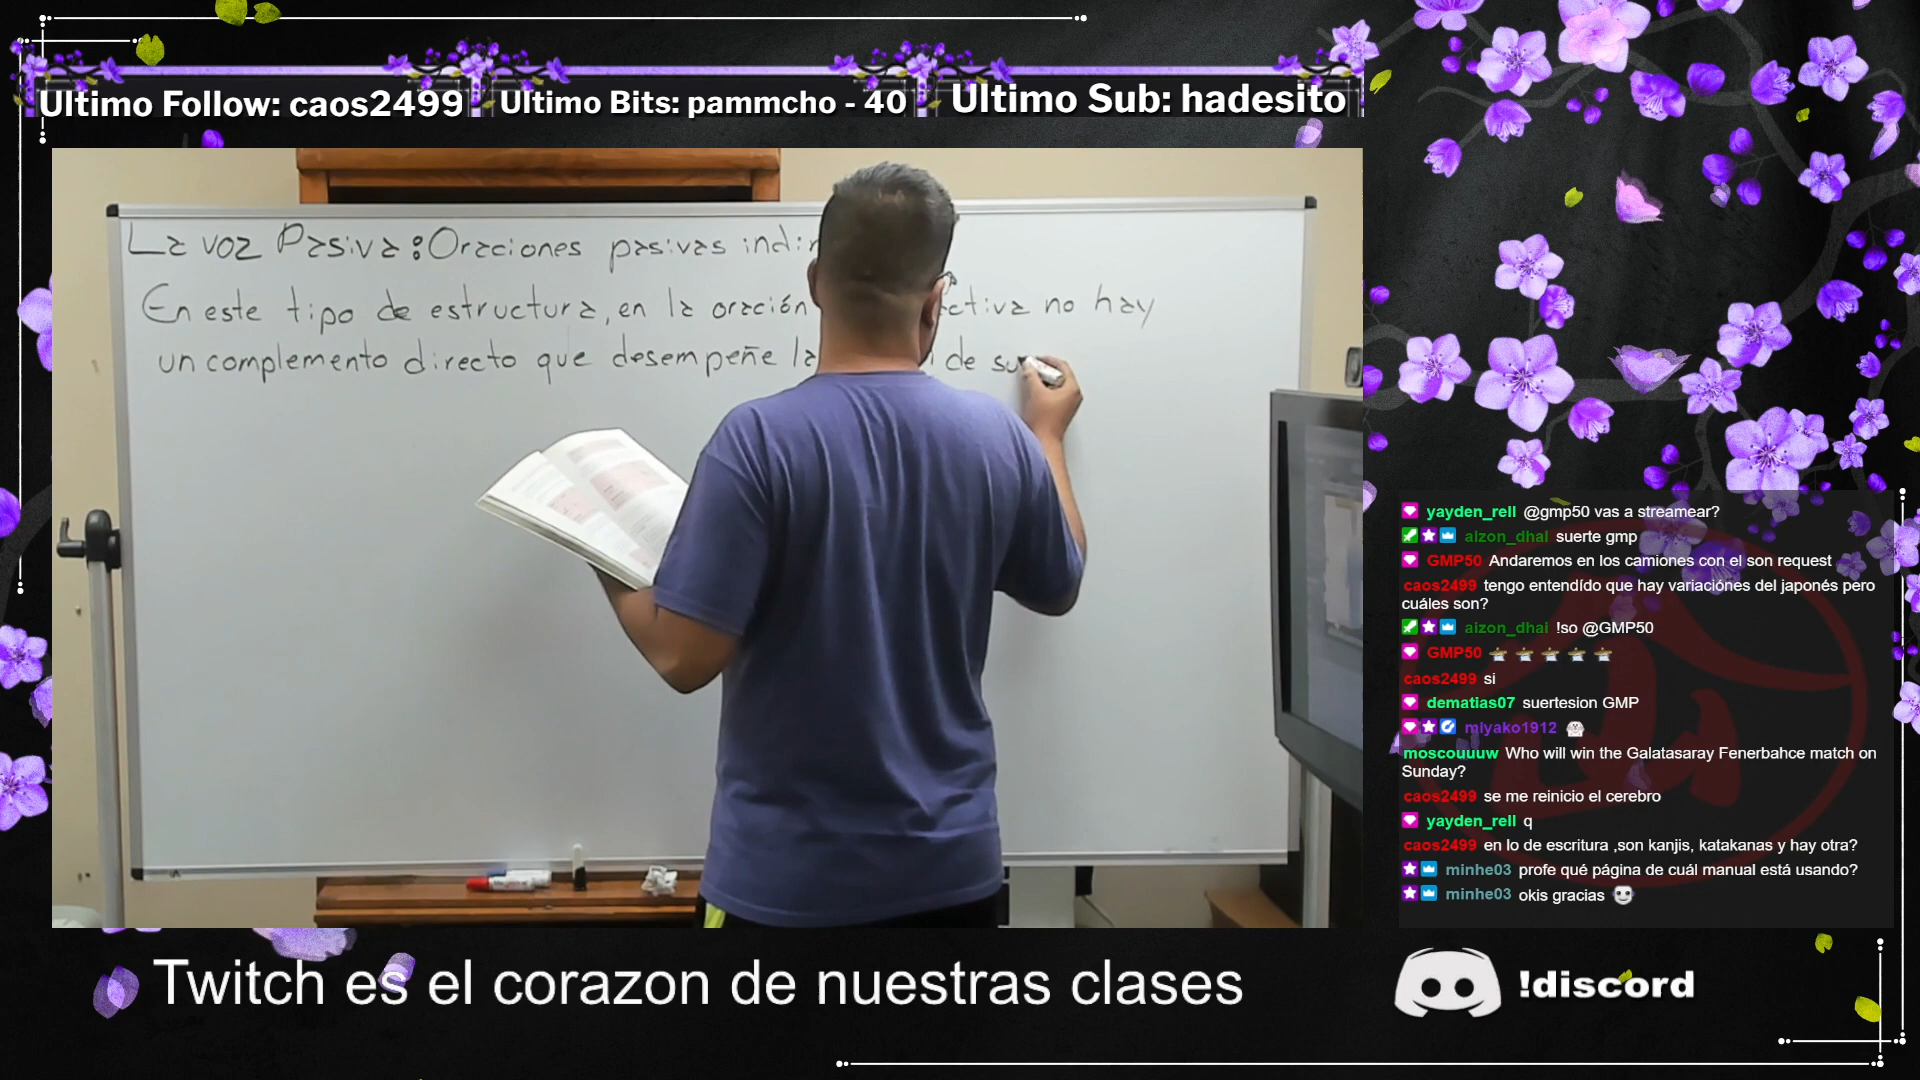 Ultimo Follow: caos2499
Ultimo Bits: pammcho - 40
Ultimo Sub: hadesito
La voz Pasiva: Oraciones pasivas
En este tipo de estructura, en la oración no hay
un complemento directo que desempeñe la de
yayden_rell @gmp50 vas a streamear?
aizon_dhai suerte gmp
GMP50 Andaremos en los camiones con el son request
caos2499 tengo entendído que hay variaciónes del japonés pero
cuáles son?
aizon_dhai !so @GMP50
GMP50
caos2499 si
dematias07 suertesion GMP
miyako1912
moscouuuw Who will win the Galatasaray Fenerbahce match on
Sunday?
caos2499 se me reinicio el cerebro
yayden_rell q
caos2499 en lo de escritura ,son kanjis, katakanas y hay otra?
minhe03 profe qué página de cuál manual está usando?
minhe03 okis gracias
Twitch es el corazon de nuestras clases
!discord